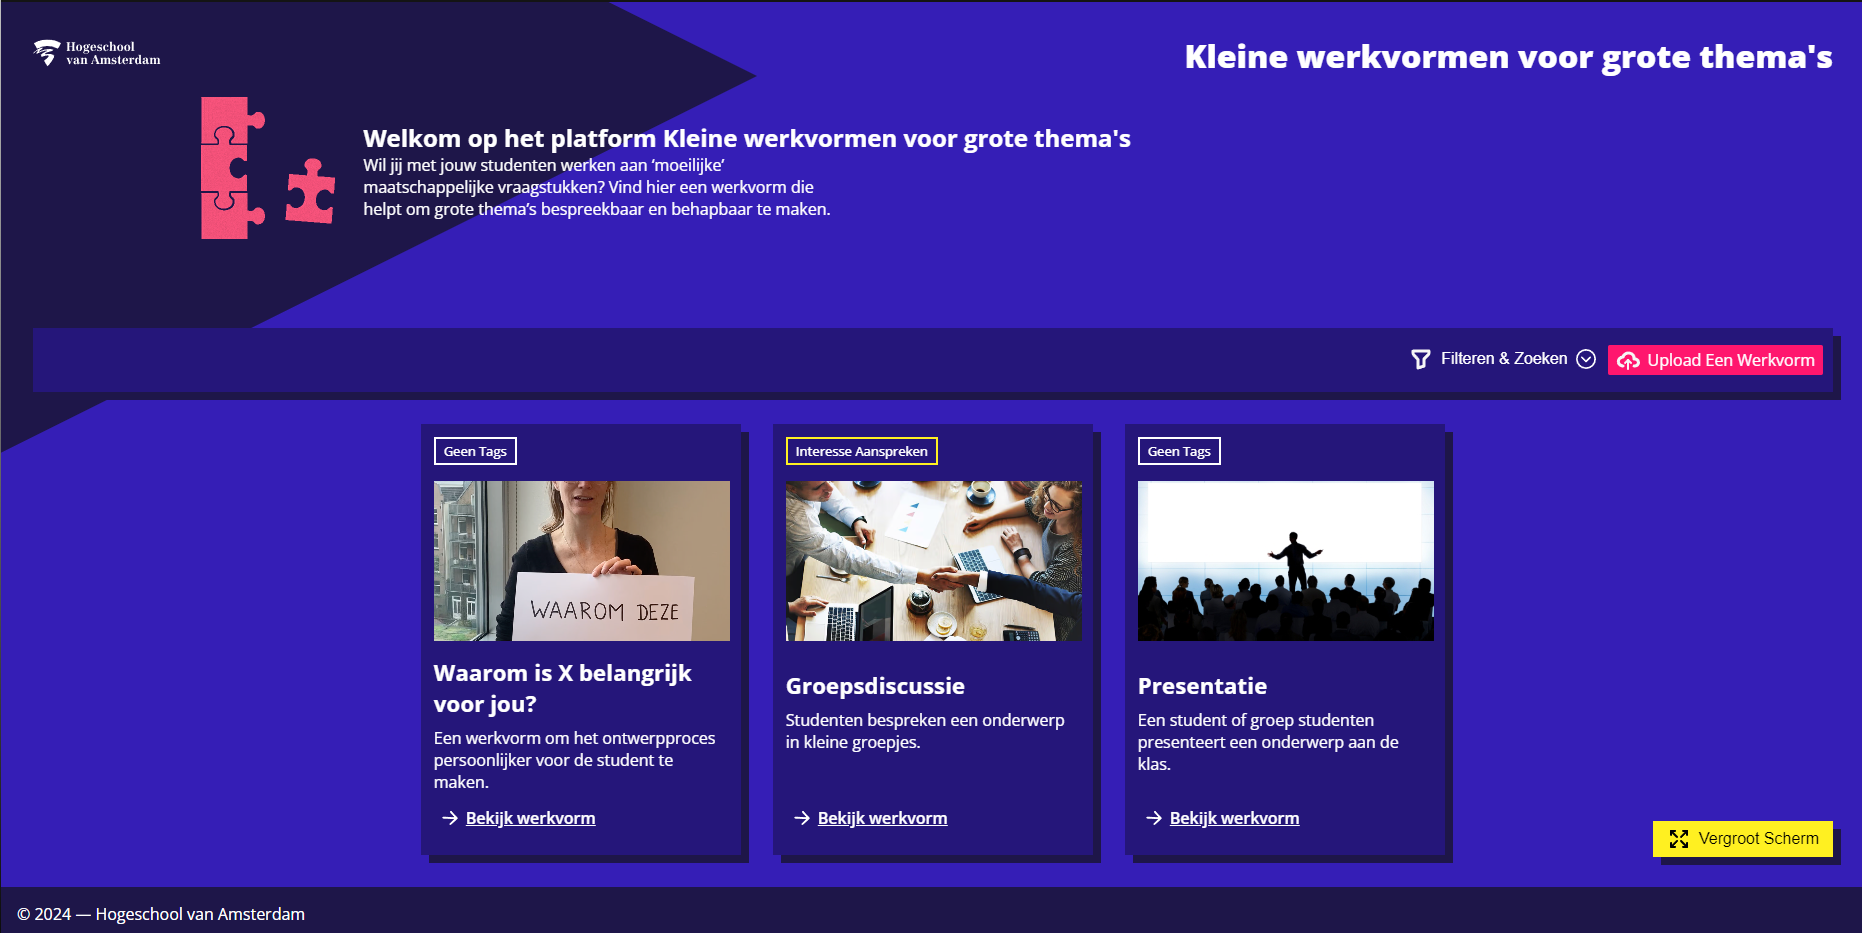 Hogeschool
van Amsterdam
Kleine werkvormen voor grote thema's
Welkom op het platform Kleine werkvormen voor grote thema's
Wil jij met jouw studenten werken aan ‘moeilijke’
maatschappelijke vraagstukken? Vind hier een werkvorm die
helpt om grote thema’s bespreekbaar en behapbaar te maken.
Filteren & Zoeken
Upload Een Werkvorm
Geen Tags
WAAROM DEZE
Waarom is X belangrijk
voor jou?
Een werkvorm om het ontwerpproces
persoonlijker voor de student te
maken.
Bekijk werkvorm
Interesse Aanspreken
Groepsdiscussie
Studenten bespreken een onderwerp
in kleine groepjes.
Bekijk werkvorm
Geen Tags
Presentatie
Een student of groep studenten
presenteert een onderwerp aan de
klas.
Bekijk werkvorm
Vergroot Scherm
© 2024 — Hogeschool van Amsterdam